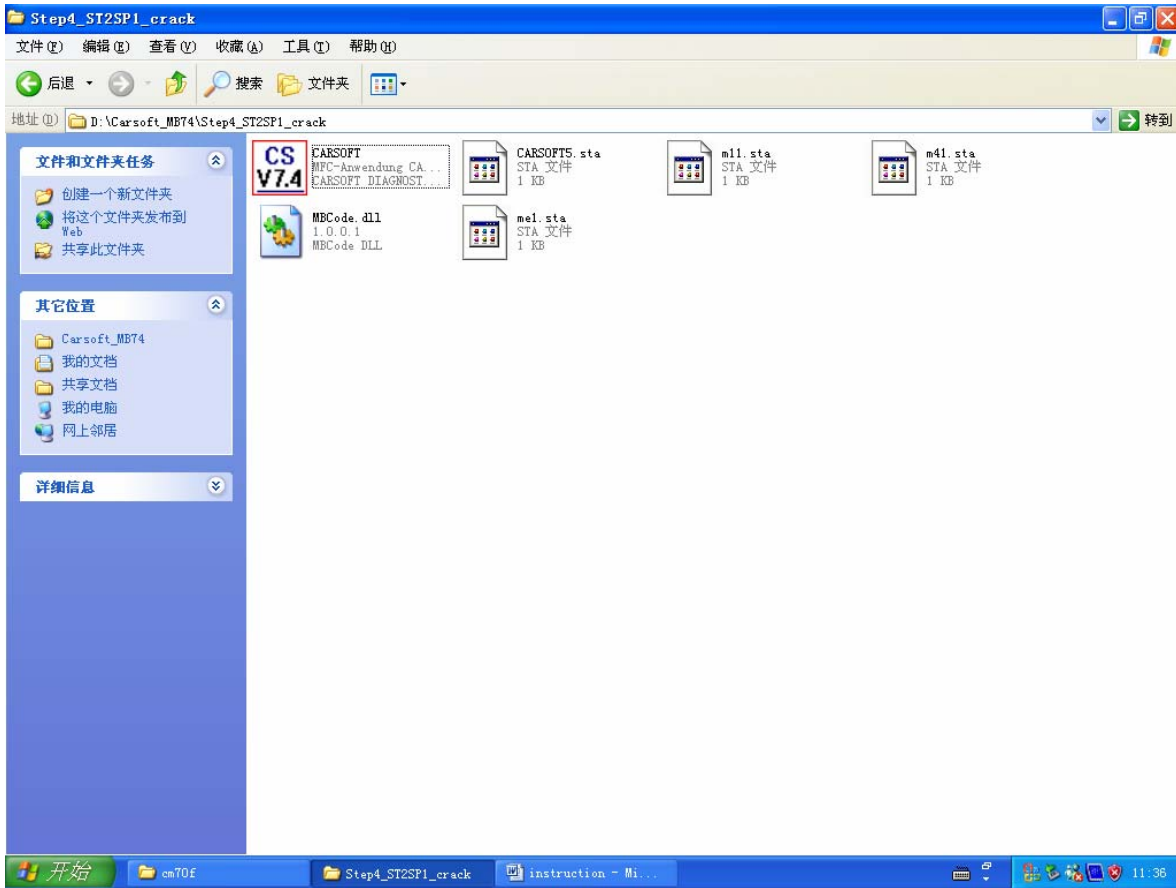 Step4_ST2SP1_crack
文件(F) 编辑(E) 查看(V) 收藏(A) 工具(T) 帮助(H)
后退 搜索 文件夹
地址(D) D:\Carsoft_MB74\Step4_ST2SP1_crack 转到
文件和文件夹任务
创建一个新文件夹
将这个文件夹发布到
Web
共享此文件夹
其它位置
Carsoft_MB74
我的文档
共享文档
我的电脑
网上邻居
详细信息
CS
V7.4
CARSOFT
MFC-Anwendung CA...
CARSOFT DIAGNOST...
CARSOFT5.sta
STA 文件
1 KB
m11.sta
STA 文件
1 KB
m41.sta
STA 文件
1 KB
MBCode.dll
1.0.0.1
MBCode DLL
me1.sta
STA 文件
1 KB
开始 cm70f Step4_ST2SP1_crack instruction - Mi... 11:36